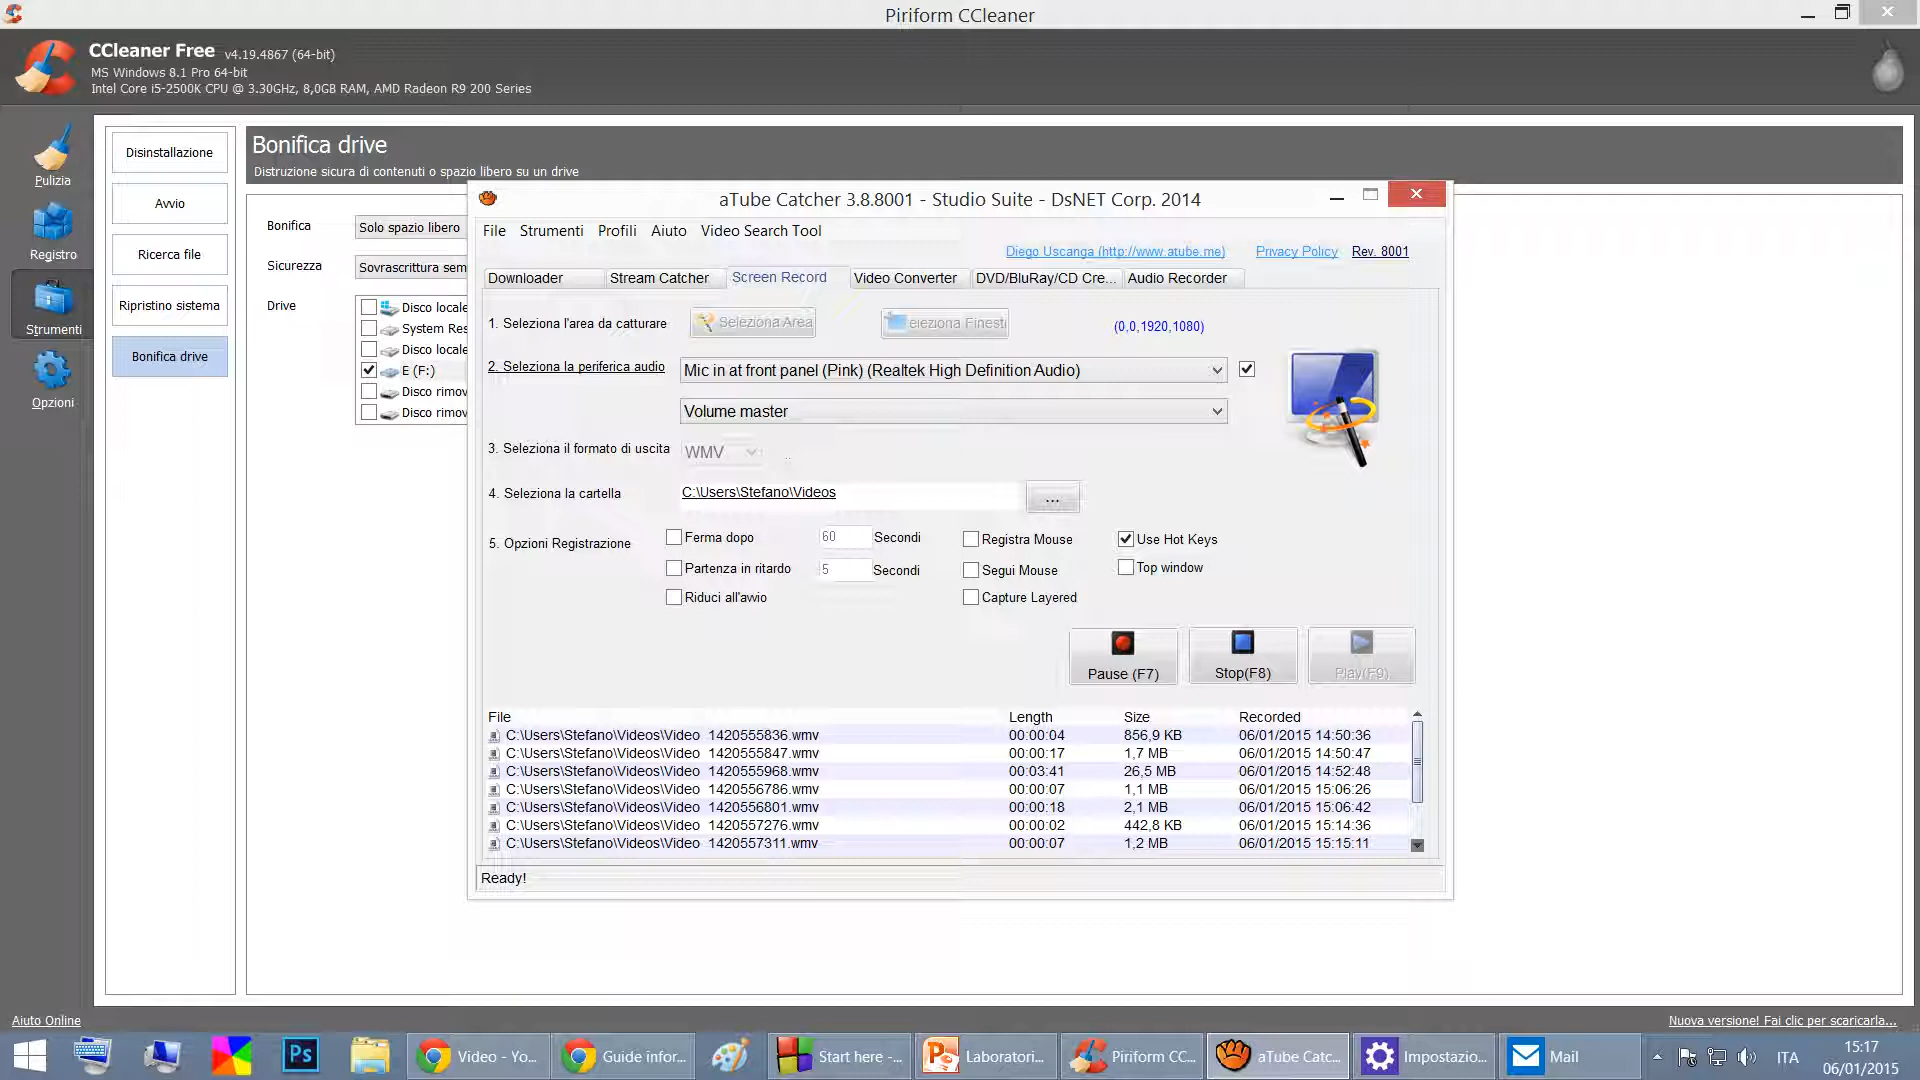 Piriform CCleaner
CCleaner Free v4.19.4867 (64-bit)
MS Windows 8.1 Pro 64-bit
Intel Core i5-2500K CPU @ 3.30GHz, 8,0GB RAM, AMD Radeon R9 200 Series
Pulizia
Registro
Strumenti
Opzioni
Disinstallazione
Avvio
Ricerca file
Ripristino sistema
Bonifica drive
Bonifica drive
Distruzione sicura di contenuti o spazio libero su un drive
Bonifica
Solo spazio libero
Sicurezza
Sovrascrittura sem
Drive
Disco locale
System Res
Disco locale
E (F:)
Disco rimov
Disco rimov
aTube Catcher 3.8.8001 - Studio Suite - DsNET Corp. 2014
File Strumenti Profili Aiuto Video Search Tool
Diego Uscanga (http://www.atube.me) Privacy Policy Rev. 8001
Downloader Stream Catcher Screen Record Video Converter DVD/BluRay/CD Cre... Audio Recorder
1. Seleziona l'area da catturare Seleziona Area eleziona Finest (0,0,1920,1080)
2. Seleziona la periferica audio Mic in at front panel (Pink) (Realtek High Definition Audio)
Volume master
3. Seleziona il formato di uscita WMV
4. Seleziona la cartella C:\Users\Stefano\Videos ...
5. Opzioni Registrazione
Ferma dopo 60 Secondi Registra Mouse Use Hot Keys
Partenza in ritardo 5 Secondi Segui Mouse Top window
Riduci all'avvio Capture Layered
Pause (F7) Stop(F8) Play(F9)
File Length Size Recorded
C:\Users\Stefano\Videos\Video 1420555836.wmv 00:00:04 856,9 KB 06/01/2015 14:50:36
C:\Users\Stefano\Videos\Video 1420555847.wmv 00:00:17 1,7 MB 06/01/2015 14:50:47
C:\Users\Stefano\Videos\Video 1420555968.wmv 00:03:41 26,5 MB 06/01/2015 14:52:48
C:\Users\Stefano\Videos\Video 1420556786.wmv 00:00:07 1,1 MB 06/01/2015 15:06:26
C:\Users\Stefano\Videos\Video 1420556801.wmv 00:00:18 2,1 MB 06/01/2015 15:06:42
C:\Users\Stefano\Videos\Video 1420557276.wmv 00:00:02 442,8 KB 06/01/2015 15:14:36
C:\Users\Stefano\Videos\Video 1420557311.wmv 00:00:07 1,2 MB 06/01/2015 15:15:11
Ready!
Aiuto Online
Nuova versione! Fai clic per scaricarla...
Ps Video - Yo... Guide infor... Start here -... Laboratori... Piriform CC... aTube Catc... Impostazio... Mail ITA
15:17
06/01/2015